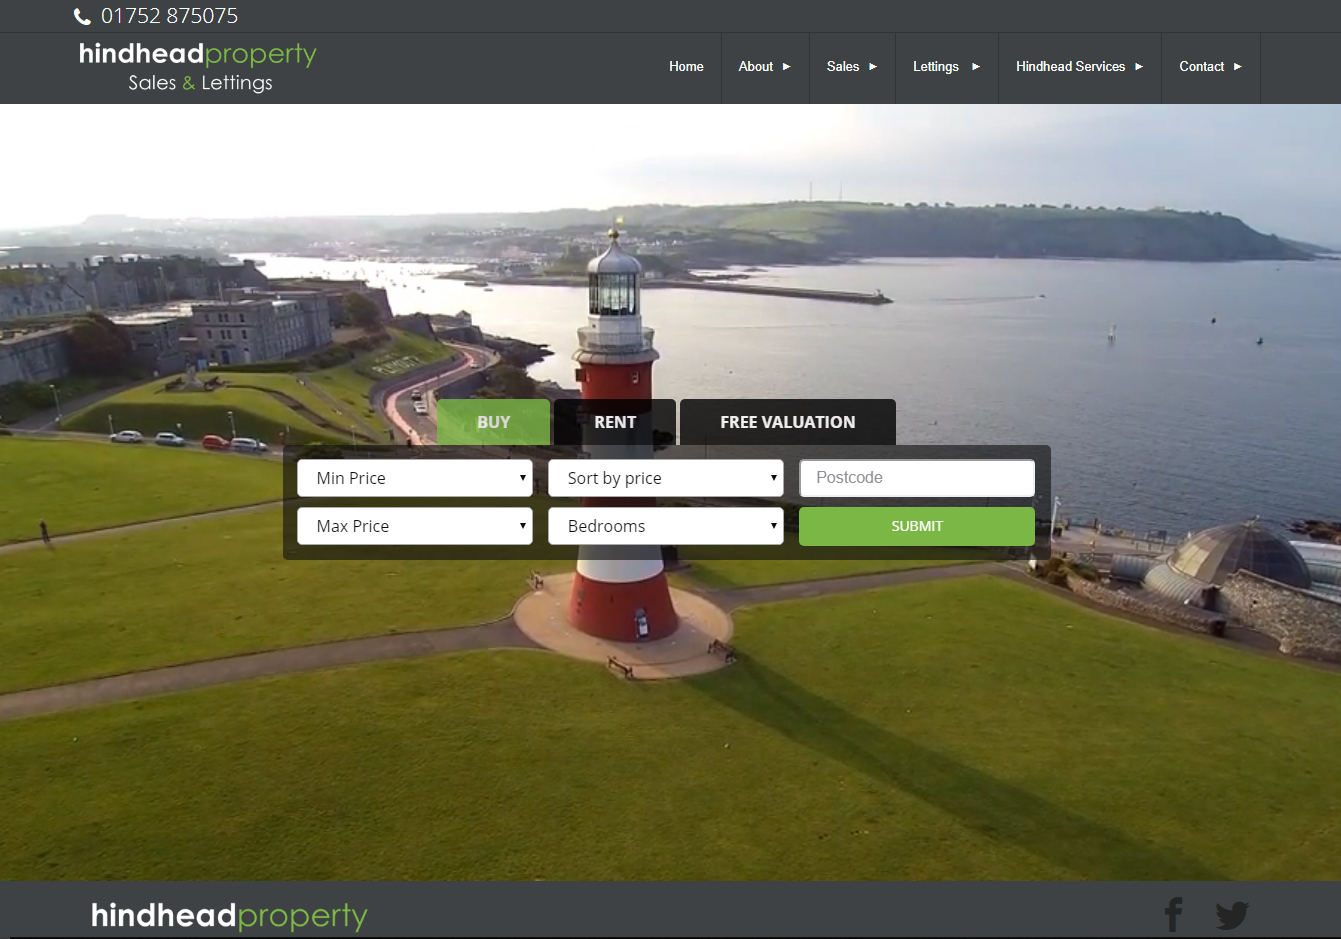 01752 875075
hindheadproperty
Sales & Lettings
Home About Sales Lettings Hindhead Services Contact
BUY RENT FREE VALUATION
Min Price Sort by price Postcode
Max Price Bedrooms SUBMIT
hindheadproperty